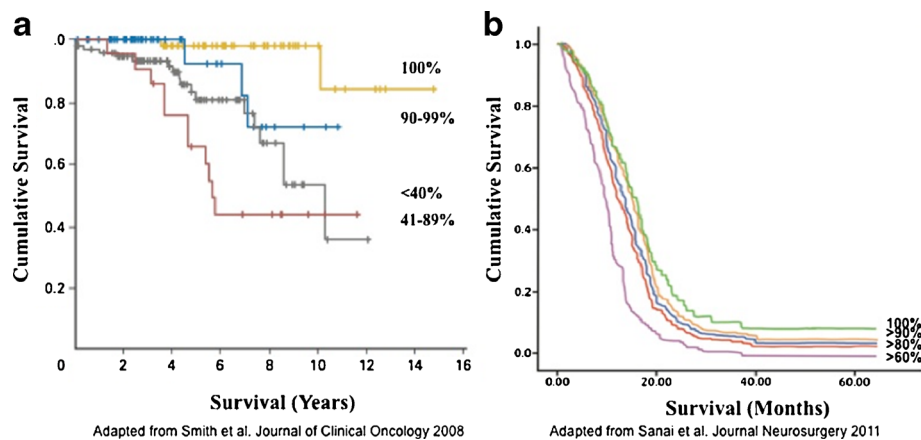 a
.0
0.8
0.6
0.4
0.2
0
Cumulative Survival
100%
90-99%
<40%
41-89%
2 4 6 8 10 12 14 16
Survival (Years)
Adapted from Smith et al. Journal of Clinical Oncology 2008
b
1.0
0.8
0.6
0.4
0.2
0.0
Cumulative Survival
100%
>90%
>80%
>60%
0.00 20.00 40.00 60.00
Survival (Months)
Adapted from Sanai et al. Journal Neurosurgery 2011